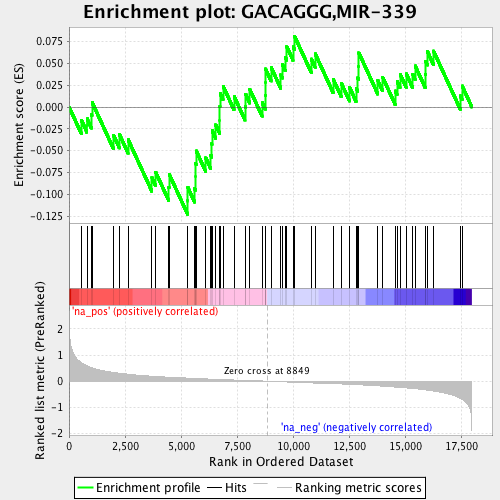 Enrichment plot: GACAGGG,MIR-339
Enrichment score (ES)
0.075
0.050
0.025
0.000
-0.025
-0.050
-0.075
-0.100
-0.125
'na_pos' (positively correlated)
Ranked list metric (PreRanked)
2
1
0
-1
-2
Zero cross at 8849
'na_neg' (negatively correlated)
0
2,500
5,000
7,500
10,000
12,500
15,000
17,500
Rank in Ordered Dataset
Enrichment profile
Hits
Ranking metric scores